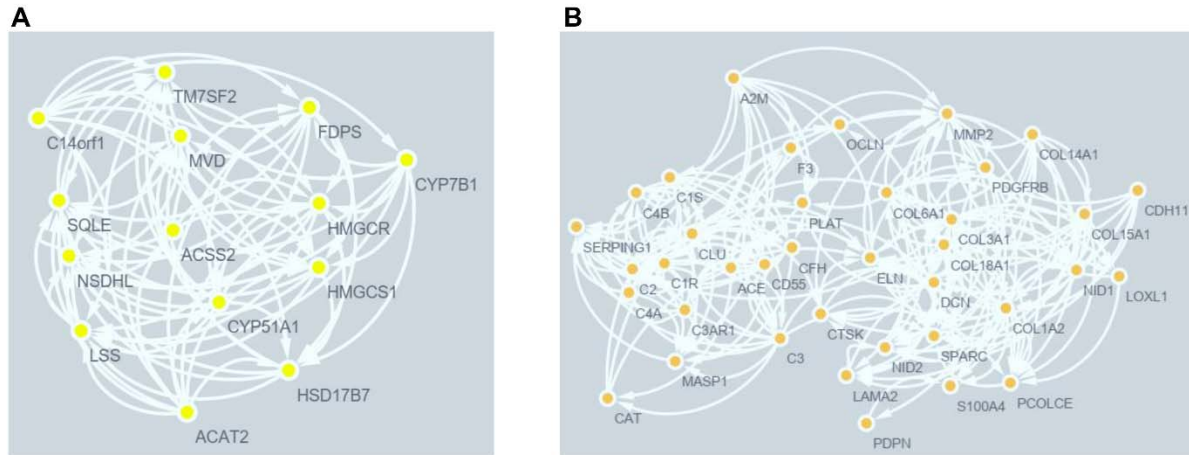 A
B
TM7SF2
C14orf1
FDPS
MVD
CYP7B1
SQLE
HMGCR
ACSS2
NSDHL
HMGCS1
CYP51A1
LSS
HSD17B7
ACAT2
A2M
MMP2
OCLN
COL14A1
F3
PDGFRB
C1S
C4B
CDH11
PLAT
COL6A1
COL15A1
SERPING1
COL3A1
CLU
CFH
COL18A1
C2
C1R
ACE
CD55
ELN
NID1
LOXL1
C4A
DCN
C3AR1
CTSK
COL1A2
C3
SPARC
MASP1
NID2
LAMA2
S100A4
PCOLCE
CAT
PDPN